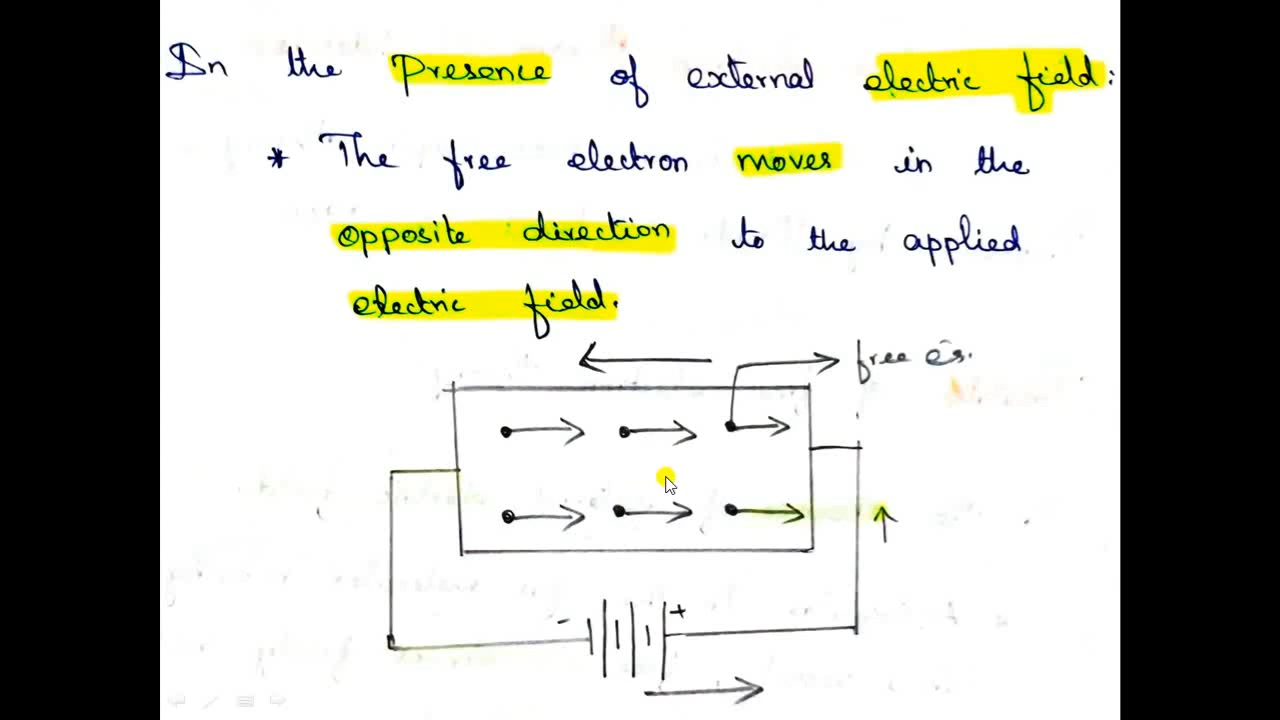 In the Presence of external electric field:
* The free electron moves in the
opposite direction to the applied
electric field.
free e⁻s.
- +